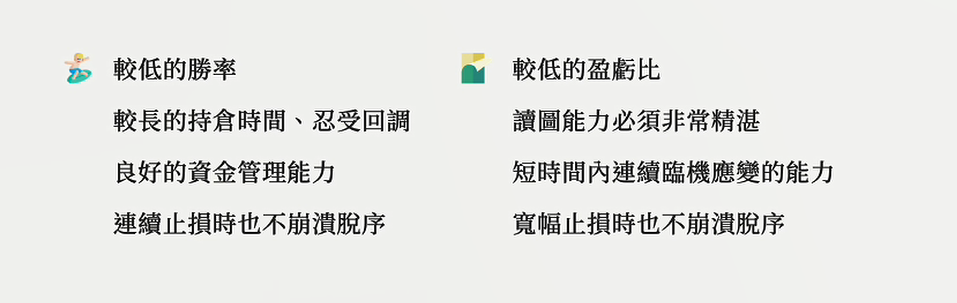 較低的勝率
較長的持倉時間、忍受回調
良好的資金管理能力
連續止損時也不崩潰脫序
較低的盈虧比
讀圖能力必須非常精湛
短時間內連續臨機應變的能力
寬幅止損時也不崩潰脫序